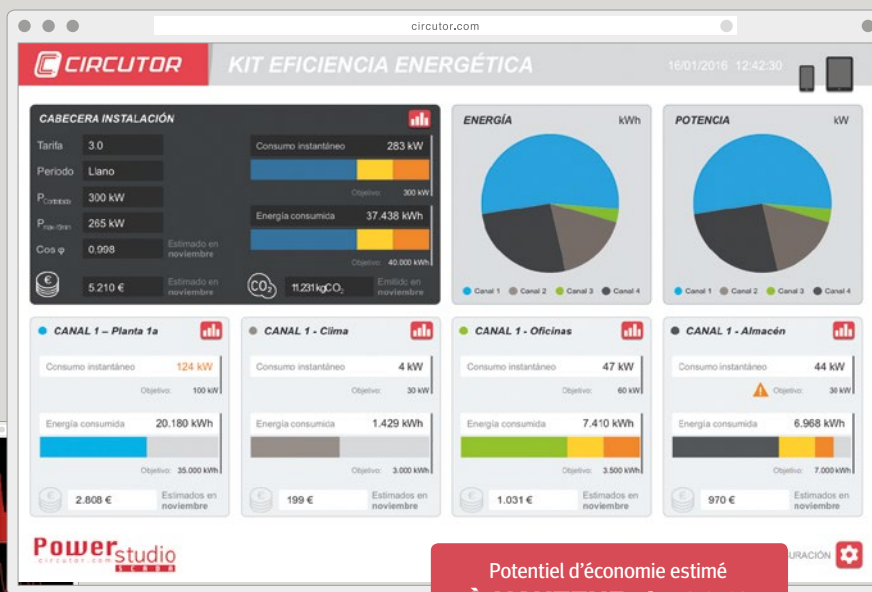 circutor.com
CIRCUTOR
KIT EFICIENCIA ENERGÉTICA
16/01/2016 12:42:30
CABECERA INSTALACIÓN
Tarifa 3.0
Periodo Llano
300 kW
265 kW
Cos φ 0,998 Estimado en noviembre
5.210 € Estimado en noviembre
Consumo instantáneo 283 kW
Objetivo: 300 kW
Energía consumida 37.438 kWh
Objetivo: 40.000 kWh
CO2 11,231 kgCO2 Emitido en noviembre
ENERGÍA kWh
Canal 1 Canal 2 Canal 3 Canal 4
POTENCIA kW
Canal 1 Canal 2 Canal 3 Canal 4
CANAL 1 – Planta 1a
Consumo instantáneo 124 kW
Objetivo: 100 kW
Energía consumida 20.180 kWh
Objetivo: 35.000 kWh
2.808 € Estimados en noviembre
CANAL 1 - Clima
Consumo instantáneo 4 kW
Objetivo: 30 kW
Energía consumida 1.429 kWh
Objetivo: 3.000 kWh
199 € Estimados en noviembre
CANAL 1 - Oficinas
Consumo instantáneo 47 kW
Objetivo: 60 kW
Energía consumida 7.410 kWh
Objetivo: 3.500 kWh
1.031 € Estimados en noviembre
CANAL 1 - Almacén
Consumo instantáneo 44 kW
Objetivo: 30 kW
Energía consumida 6.968 kWh
Objetivo: 7.000 kWh
970 € Estimados en noviembre
Power studio
circutor.com scada
URACIÓN
Potentiel d’économie estimé